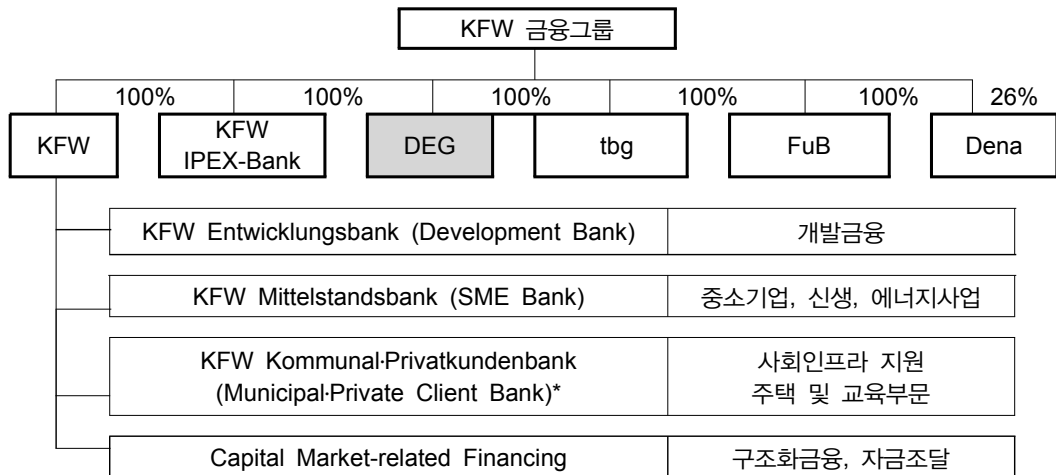 KFW 금융그룹
100% 100% 100% 100% 100% 26%
KFW
KFW
IPEX-Bank
DEG
tbg
FuB
Dena
KFW Entwicklungsbank (Development Bank) 개발금융
KFW Mittelstandsbank (SME Bank) 중소기업, 신생, 에너지사업
KFW Kommunal·Privatkundenbank
(Municipal·Private Client Bank)*
사회인프라 지원
주택 및 교육부문
Capital Market-related Financing 구조화금융, 자금조달